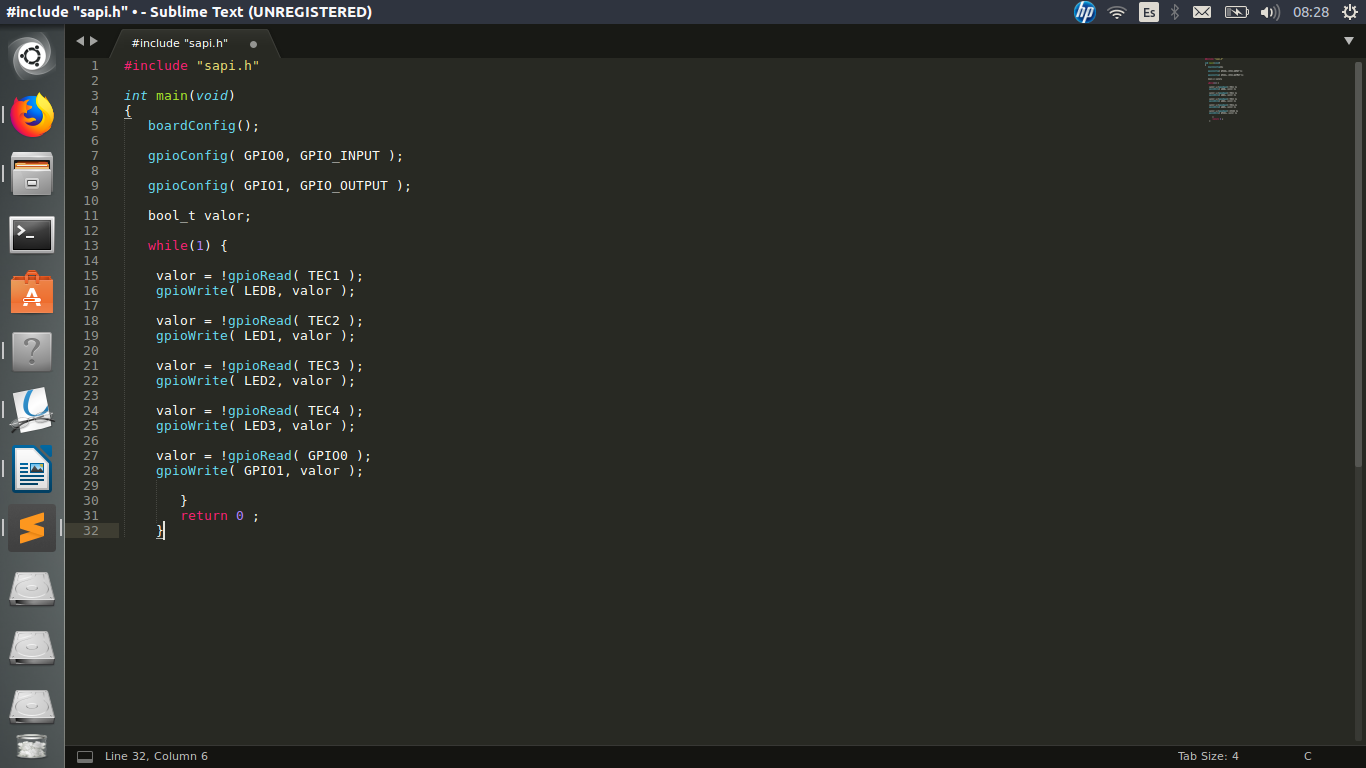 #include "sapi.h" • - Sublime Text (UNREGISTERED)
hp Es 08:28
#include "sapi.h"
1 #include "sapi.h"
2
3 int main(void)
4 {
5 boardConfig();
6
7 gpioConfig( GPIO0, GPIO_INPUT );
8
9 gpioConfig( GPIO1, GPIO_OUTPUT );
10
11 bool_t valor;
12
13 while(1) {
14
15 valor = !gpioRead( TEC1 );
16 gpioWrite( LEDB, valor );
17
18 valor = !gpioRead( TEC2 );
19 gpioWrite( LED1, valor );
20
21 valor = !gpioRead( TEC3 );
22 gpioWrite( LED2, valor );
23
24 valor = !gpioRead( TEC4 );
25 gpioWrite( LED3, valor );
26
27 valor = !gpioRead( GPIO0 );
28 gpioWrite( GPIO1, valor );
29
30 }
31 return 0 ;
32 }
Line 32, Column 6
Tab Size: 4
C